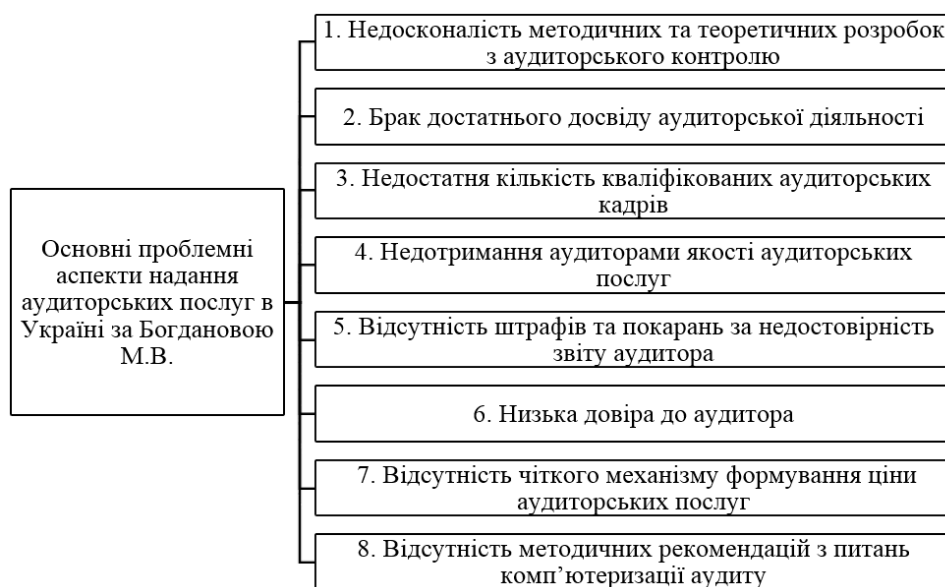 1. Недосконалість методичних та теоретичних розробок
з аудиторського контролю
2. Брак достатнього досвіду аудиторської діяльності
3. Недостатня кількість кваліфікованих аудиторських
кадрів
Основні проблемні
аспекти надання
аудиторських послуг в
Україні за Богдановою
М.В.
4. Недотримання аудиторами якості аудиторських
послуг
5. Відсутність штрафів та покарань за недостовірність
звіту аудитора
6. Низька довіра до аудитора
7. Відсутність чіткого механізму формування ціни
аудиторських послуг
8. Відсутність методичних рекомендацій з питань
комп’ютеризації аудиту